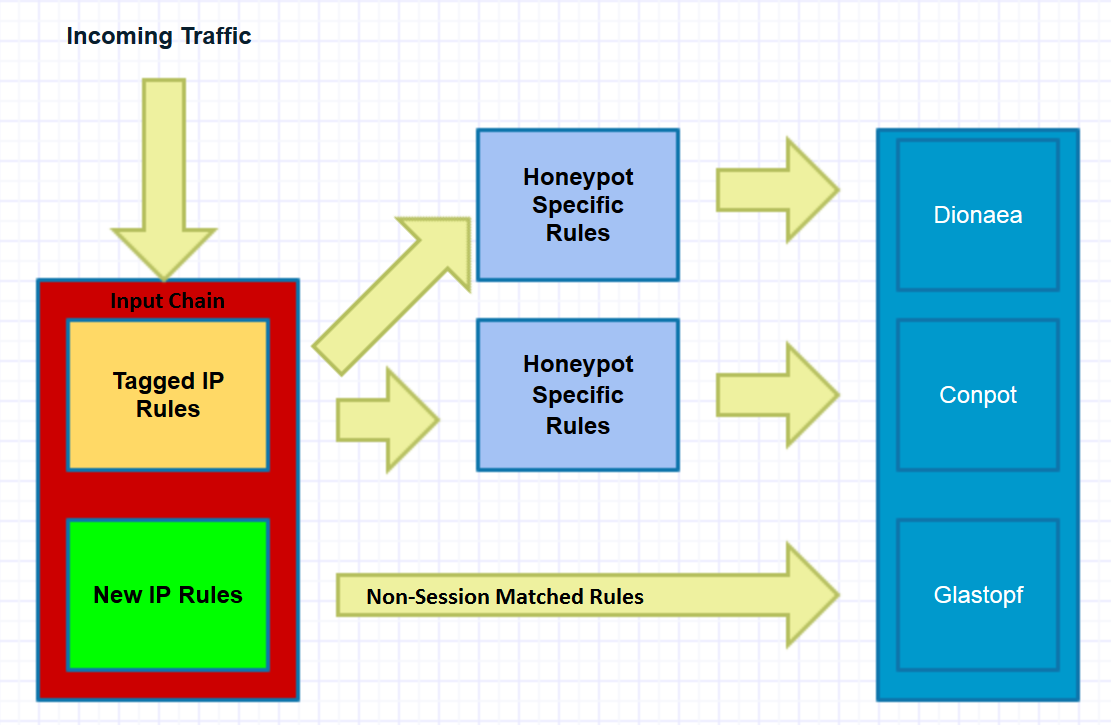 Incoming Traffic
Input Chain
Tagged IP
Rules
New IP Rules
Honeypot
Specific
Rules
Honeypot
Specific
Rules
Non-Session Matched Rules
Dionaea
Conpot
Glastopf